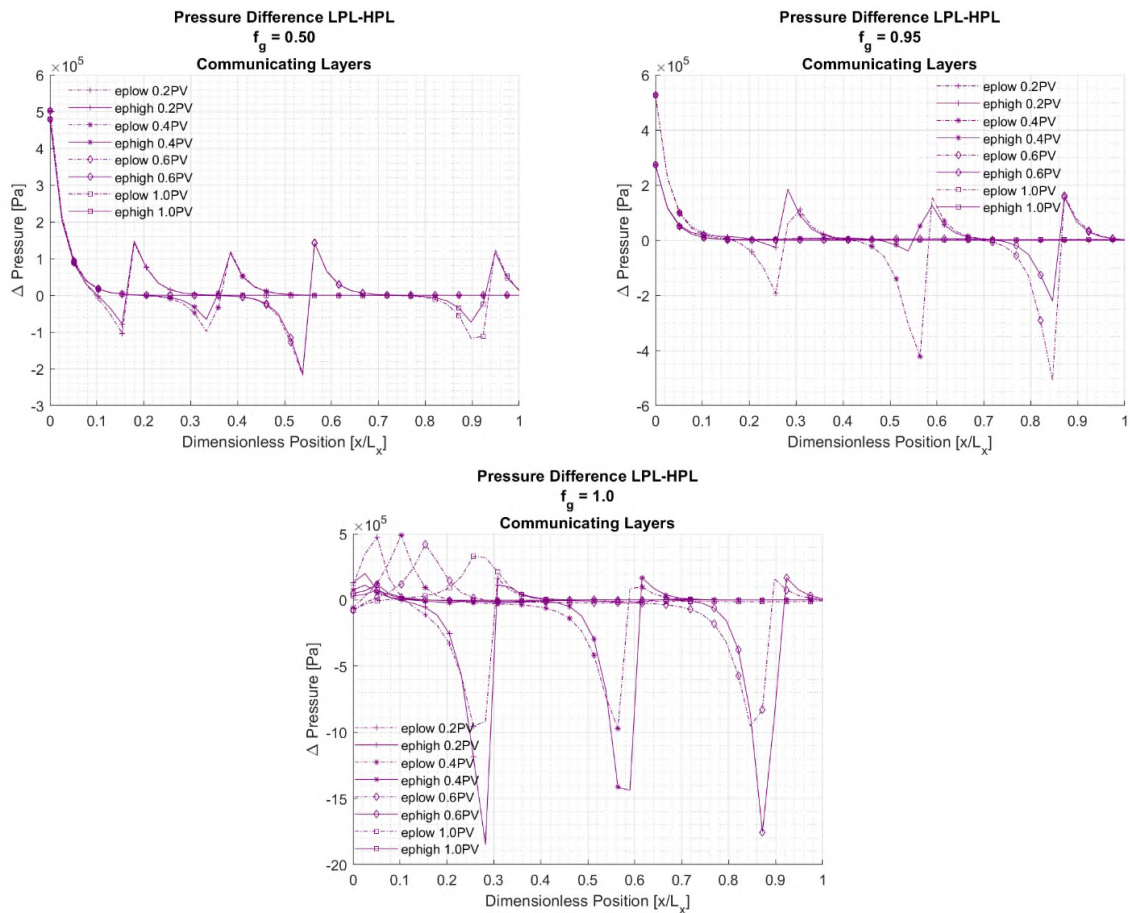 Pressure Difference LPL-HPL
f_g = 0.50
Communicating Layers
×10^5
6
5
4
3
2
1
0
-1
-2
-3
Δ Pressure [Pa]
eplow 0.2PV
ephigh 0.2PV
eplow 0.4PV
ephigh 0.4PV
eplow 0.6PV
ephigh 0.6PV
eplow 1.0PV
ephigh 1.0PV
0 0.1 0.2 0.3 0.4 0.5 0.6 0.7 0.8 0.9 1
Dimensionless Position [x/L_x]
Pressure Difference LPL-HPL
f_g = 0.95
Communicating Layers
×10^5
6
4
2
0
-2
-4
-6
Δ Pressure [Pa]
eplow 0.2PV
ephigh 0.2PV
eplow 0.4PV
ephigh 0.4PV
eplow 0.6PV
ephigh 0.6PV
eplow 1.0PV
ephigh 1.0PV
0 0.1 0.2 0.3 0.4 0.5 0.6 0.7 0.8 0.9 1
Dimensionless Position [x/L_x]
Pressure Difference LPL-HPL
f_g = 1.0
Communicating Layers
×10^5
5
0
-5
-10
-15
-20
Δ Pressure [Pa]
eplow 0.2PV
ephigh 0.2PV
eplow 0.4PV
ephigh 0.4PV
eplow 0.6PV
ephigh 0.6PV
eplow 1.0PV
ephigh 1.0PV
0 0.1 0.2 0.3 0.4 0.5 0.6 0.7 0.8 0.9 1
Dimensionless Position [x/L_x]